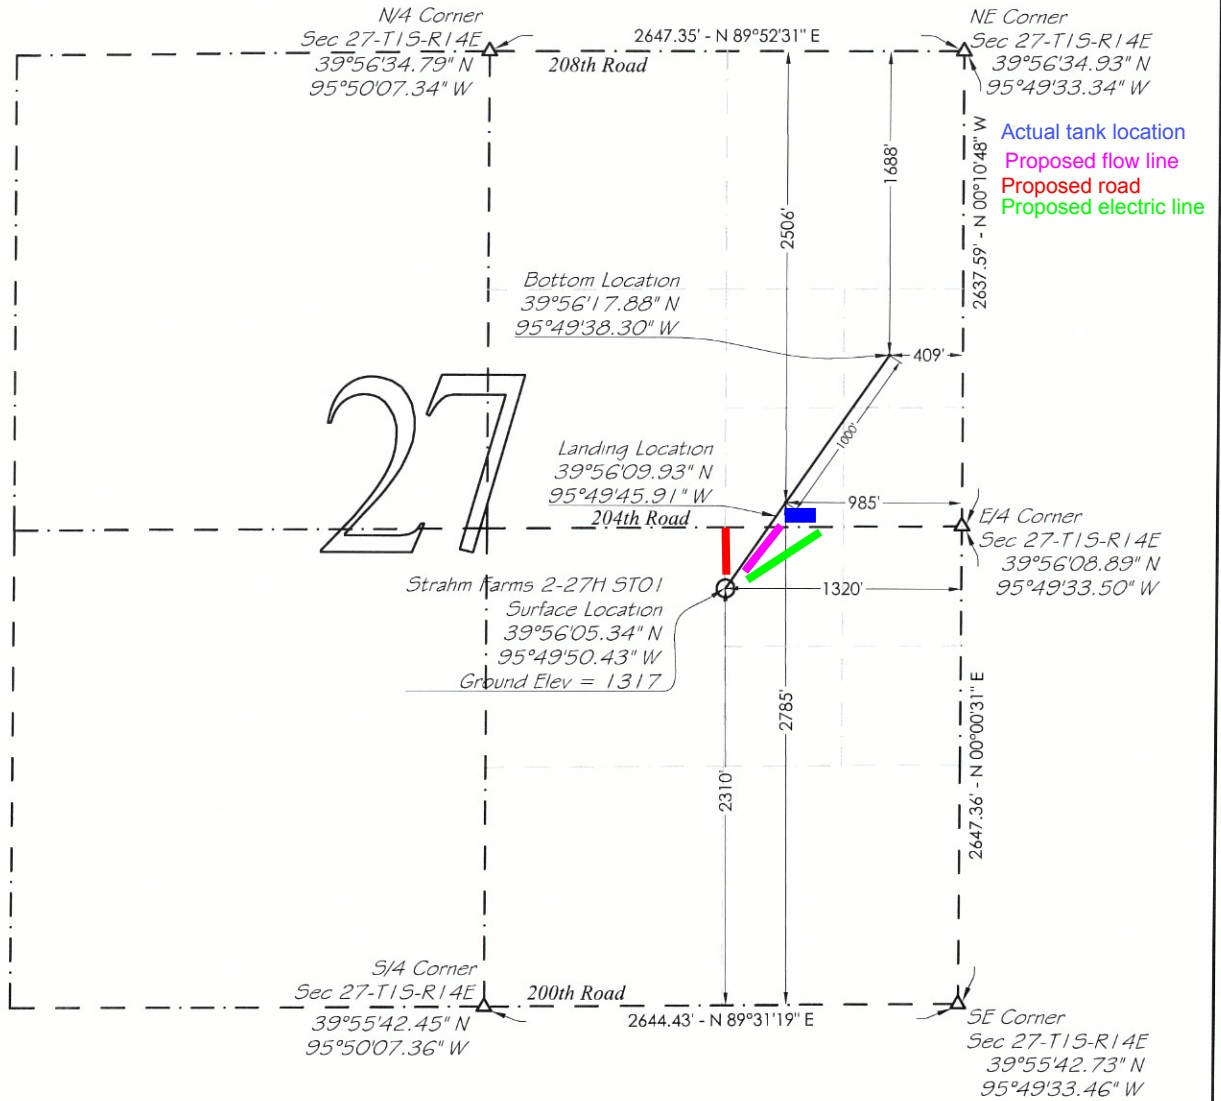 N/4 Corner
Sec 27-T1S-R14E
39°56'34.79" N
95°50'07.34" W
2647.35' - N 89°52'31" E
208th Road
NE Corner
Sec 27-T1S-R14E
39°56'34.93" N
95°49'33.34" W
Actual tank location
Proposed flow line
Proposed road
Proposed electric line
2637.59' - N 00°10'48" W
1688'
2506'
Bottom Location
39°56'17.88" N
95°49'38.30" W
409'
1000'
27
Landing Location
39°56'09.93" N
95°49'45.91" W
985'
204th Road
E/4 Corner
Sec 27-T1S-R14E
39°56'08.89" N
95°49'33.50" W
Strahm Farms 2-27H ST01
Surface Location
39°56'05.34" N
95°49'50.43" W
Ground Elev = 1317
1320'
2785'
2310'
2647.36' - N 00°00'31" E
S/4 Corner
Sec 27-T1S-R14E
39°55'42.45" N
95°50'07.36" W
200th Road
2644.43' - N 89°31'19" E
SE Corner
Sec 27-T1S-R14E
39°55'42.73" N
95°49'33.46" W